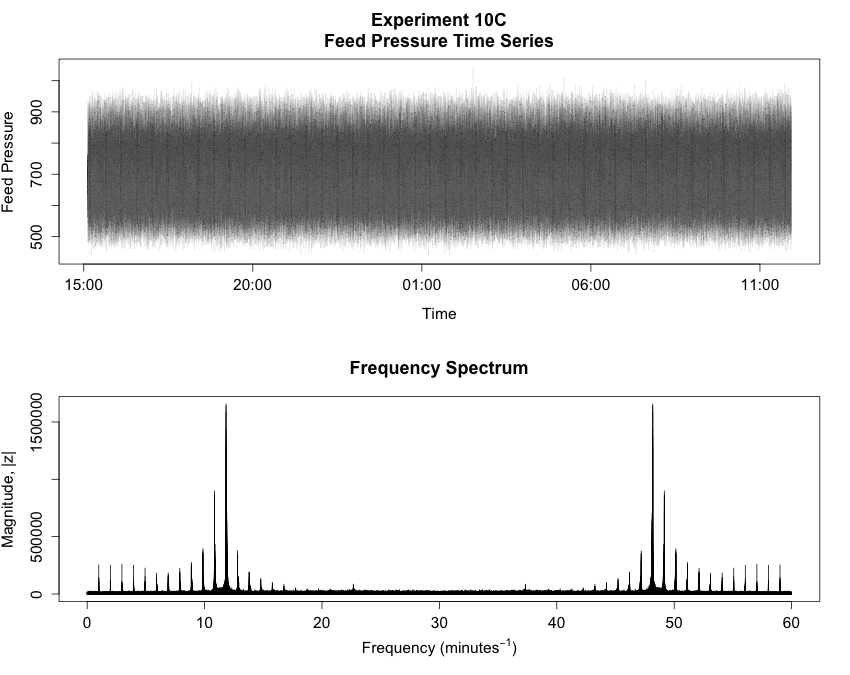 Experiment 10C
Feed Pressure Time Series
Feed Pressure
900
700
500
15:00 20:00 01:00 06:00 11:00
Time
Frequency Spectrum
Magnitude, |z|
1500000
500000
0
0 10 20 30 40 50 60
Frequency (minutes⁻¹)